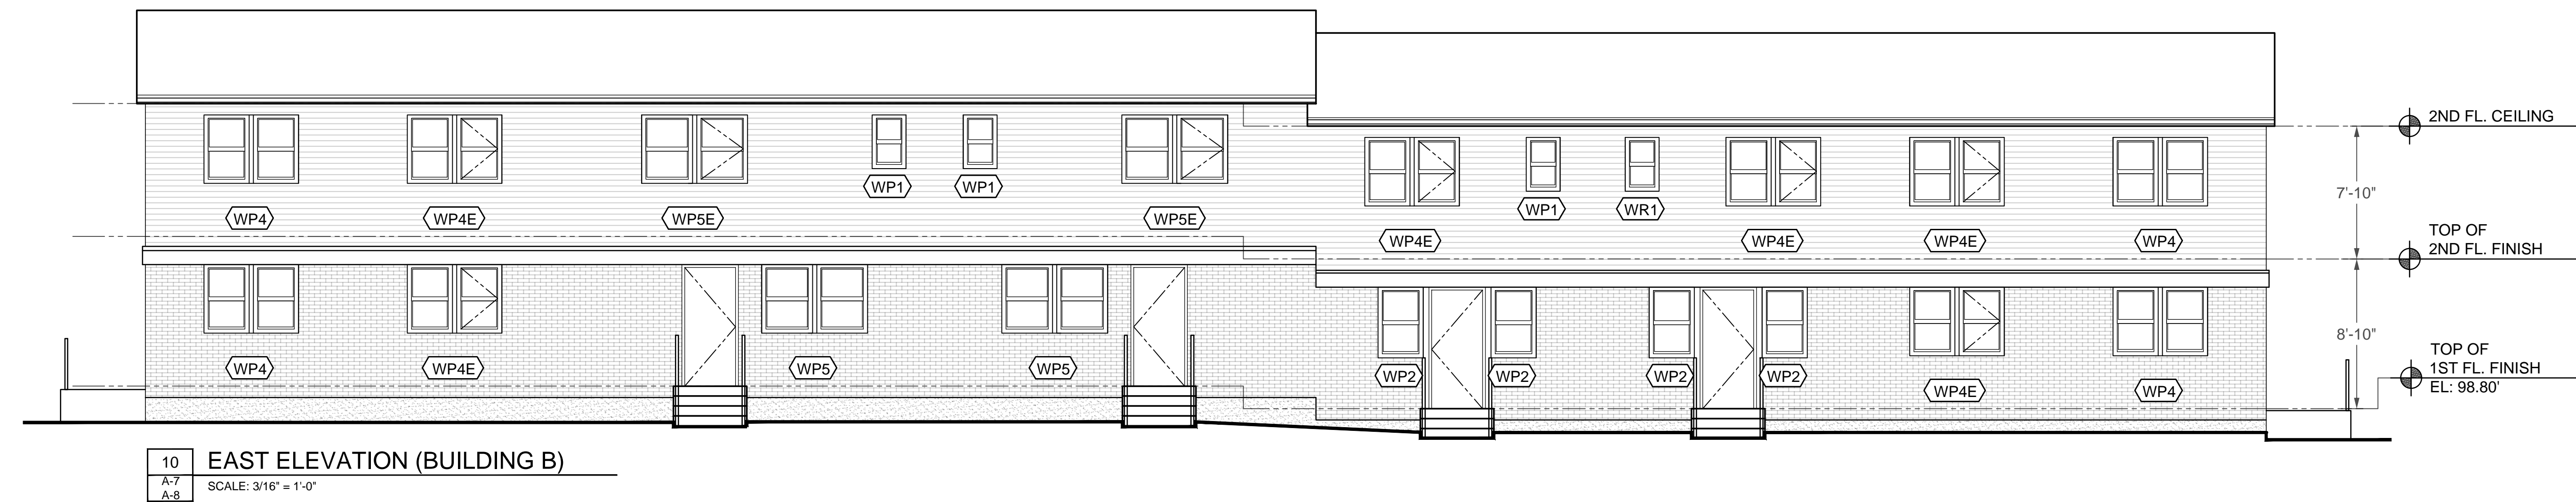 2ND FL. CEILING
WP1
WP1
7'-10"
WP4
WP4E
WP5E
WP5E
WP1
WR1
TOP OF
2ND FL. FINISH
WP4E
WP4E
WP4E
WP4
8'-10"
TOP OF
1ST FL. FINISH
EL: 98.80'
WP4
WP4E
WP5
WP5
WP2
WP2
WP2
WP2
WP4E
WP4
10
EAST ELEVATION (BUILDING B)
A-7
A-8
SCALE: 3/16" = 1'-0"